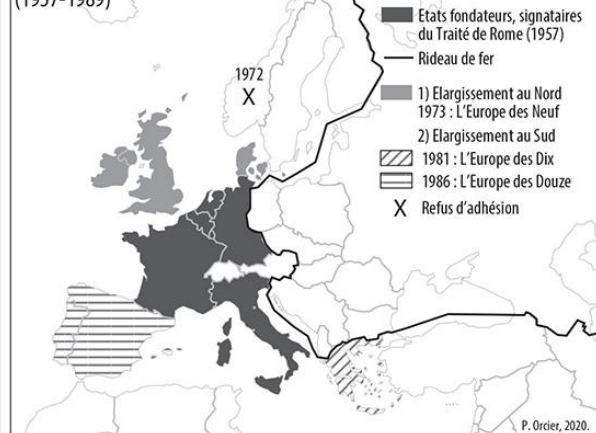 (1957-1989)
Etats fondateurs, signataires
du Traité de Rome (1957)
Rideau de fer
1972
X
1) Elargissement au Nord
1973 : L'Europe des Neuf
2) Elargissement au Sud
1981 : L'Europe des Dix
1986 : L'Europe des Douze
X Refus d'adhésion
P. Orcier, 2020.